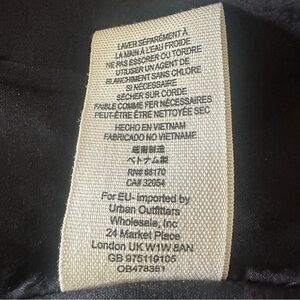 LAVER SÉPARÉMENT À
LA MAIN À L'EAU FROIDE
NE PAS ESSORER OU TORDRE
UTILISER UN AGENT DE
BLANCHIMENT SANS CHLORE
SI NÉCESSAIRE
SÉCHER SUR CORDE
FAIBLE COMME FER NÉCESSAIRES
PEUT-ÊTRE ÊTRE NETTOYÉE SEC
HECHO EN VIETNAM
FABRICADO NO VIETNAME
越南制造
ベトナム製
RN# 66170
CA# 32054
For EU- imported by
Urban Outfitters
Wholesale, Inc
24 Market Place
London UK W1W 8AN
GB 975119105
OB478351